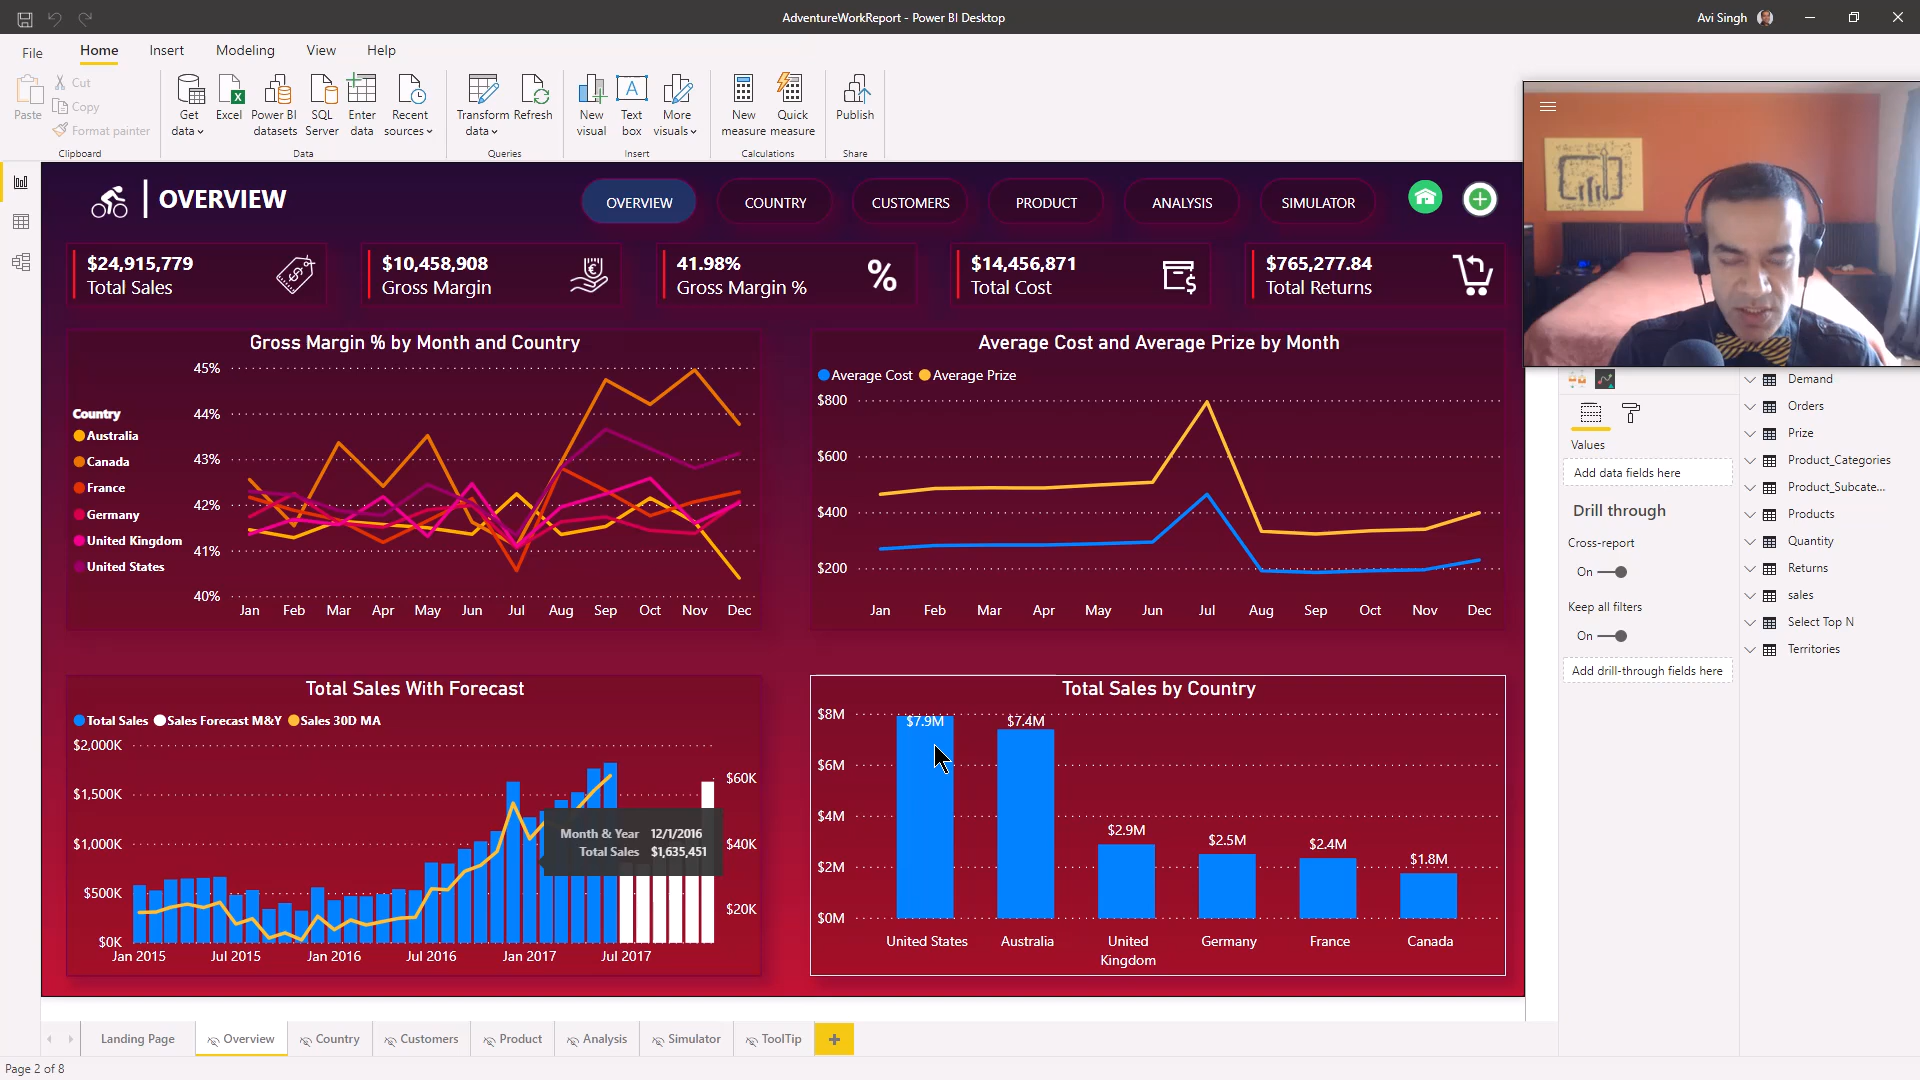 AdventureWorkReport - Power BI Desktop
Avi Singh
File
Home
Insert
Modeling
View
Help
Paste
Cut
Copy
Format painter
Clipboard
Get data
Excel
Power BI datasets
SQL Server
Enter data
Recent sources
Data
Transform data
Refresh
Queries
New visual
Text box
More visuals
Insert
New measure
Quick measure
Calculations
Publish
Share
OVERVIEW
OVERVIEW
COUNTRY
CUSTOMERS
PRODUCT
ANALYSIS
SIMULATOR
$24,915,779
Total Sales
$10,458,908
Gross Margin
41.98%
Gross Margin %
%
$14,456,871
Total Cost
$765,277.84
Total Returns
Gross Margin % by Month and Country
Country
Australia
Canada
France
Germany
United Kingdom
United States
45%
44%
43%
42%
41%
40%
Jan Feb Mar Apr May Jun Jul Aug Sep Oct Nov Dec
Average Cost and Average Prize by Month
Average Cost Average Prize
$800
$600
$400
$200
Jan Feb Mar Apr May Jun Jul Aug Sep Oct Nov Dec
Total Sales With Forecast
Total Sales Sales Forecast M&Y Sales 30D MA
$2,000K
$1,500K
$1,000K
$500K
$0K
$60K
$40K
$20K
Month & Year 12/1/2016
Total Sales $1,635,451
Jan 2015 Jul 2015 Jan 2016 Jul 2016 Jan 2017 Jul 2017
Total Sales by Country
$8M
$6M
$4M
$2M
$0M
$7.9M
$7.4M
$2.9M
$2.5M
$2.4M
$1.8M
United States
Australia
United Kingdom
Germany
France
Canada
Values
Add data fields here
Drill through
Cross-report
On
Keep all filters
On
Add drill-through fields here
Demand
Orders
Prize
Product_Categories
Product_Subcate...
Products
Quantity
Returns
sales
Select Top N
Territories
Landing Page
Overview
Country
Customers
Product
Analysis
Simulator
ToolTip
Page 2 of 8